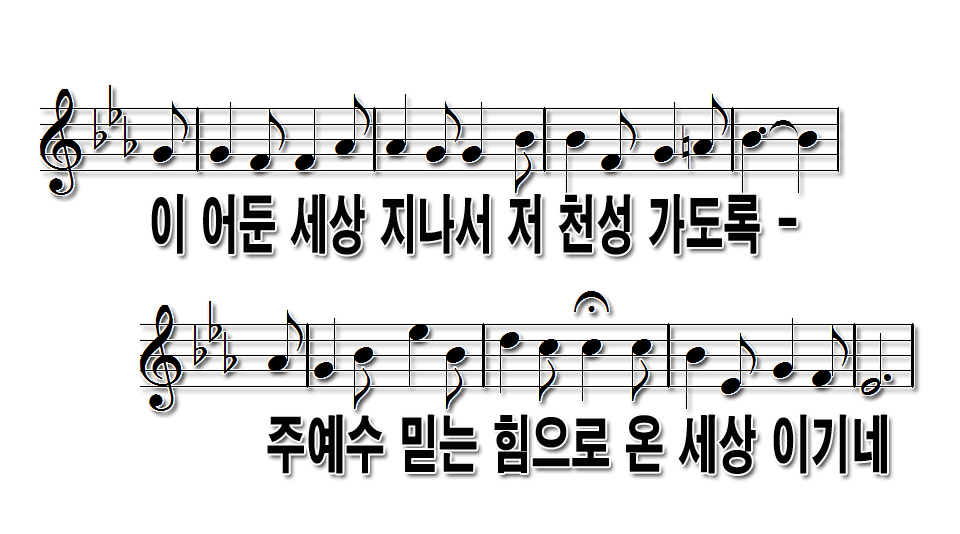 이 어둔 세상 지나서 저 천성 가도록 -
주예수 믿는 힘으로 온 세상 이기네